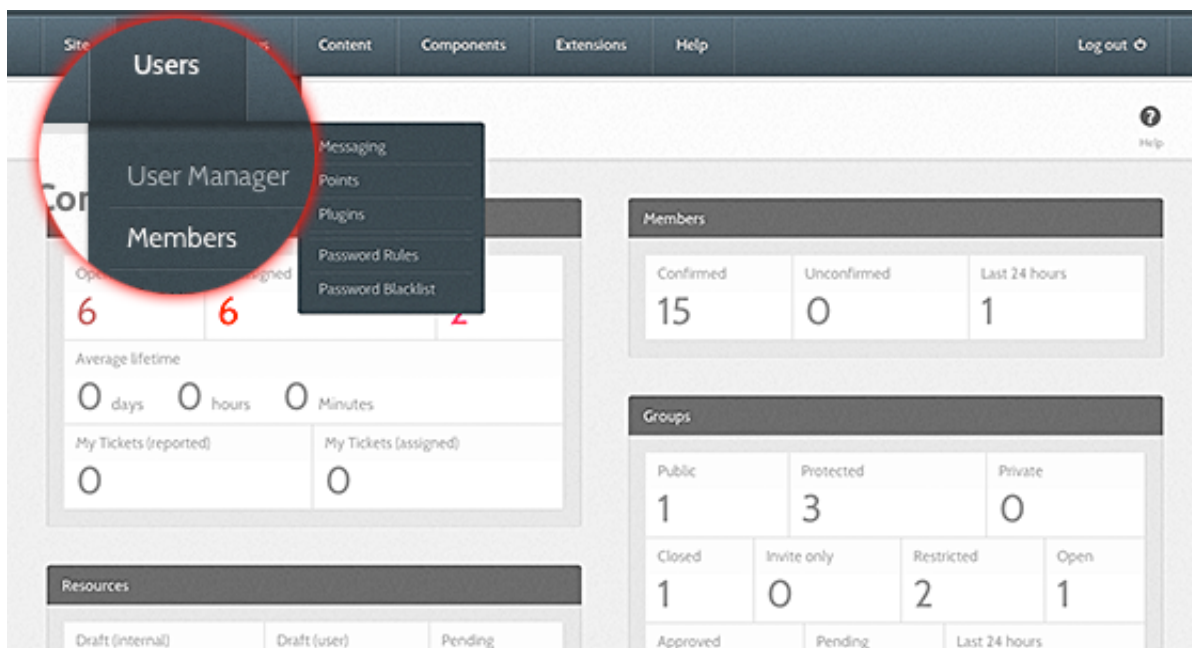 Site Users Content Components Extensions Help Log out
Help
User Manager
Members
Messaging
Points
Plugins
Password Rules
Password Blacklist
6 6 2
Average lifetime
0 days 0 hours 0 Minutes
My Tickets (reported) My Tickets (assigned)
0 0
Resources
Draft (internal) Draft (user) Pending
Members
Confirmed Unconfirmed Last 24 hours
15 0 1
Groups
Public Protected Private
1 3 0
Closed Invite only Restricted Open
1 0 2 1
Approved Pending Last 24 hours